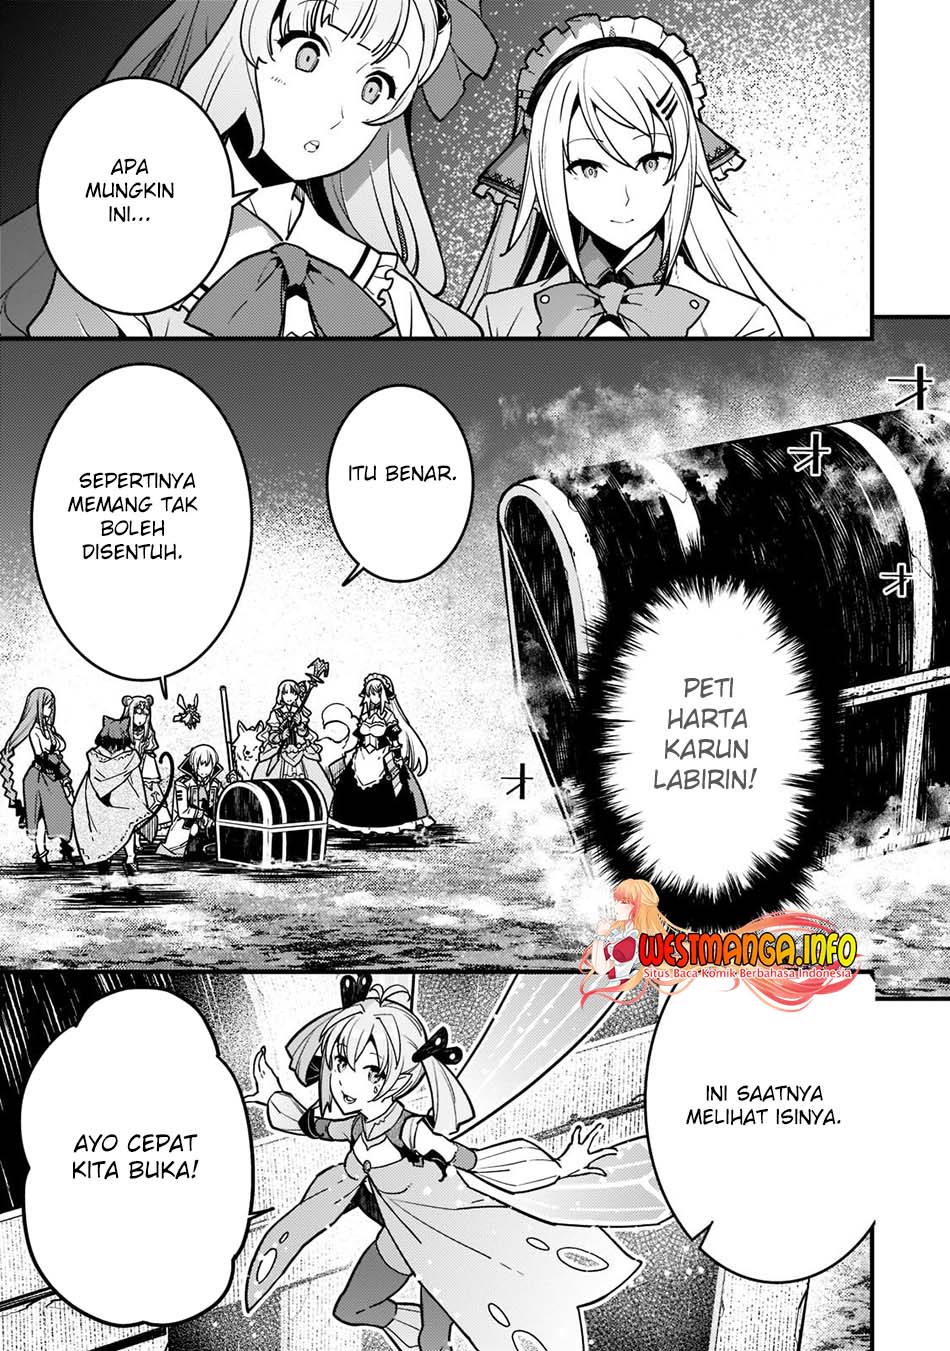 APA
MUNGKIN
INI...
オ
オ
オ
オ
PETI
HARTA
KARUN
LABIRIN!
ITU BENAR.
SEPERTINYA
MEMANG TAK
BOLEH
DISENTUH.
WESTMANGA.INFO
Situs Baca Komik Berbahasa Indonesia
INI SAATNYA
MELIHAT ISINYA.
AYO CEPAT
KITA BUKA!